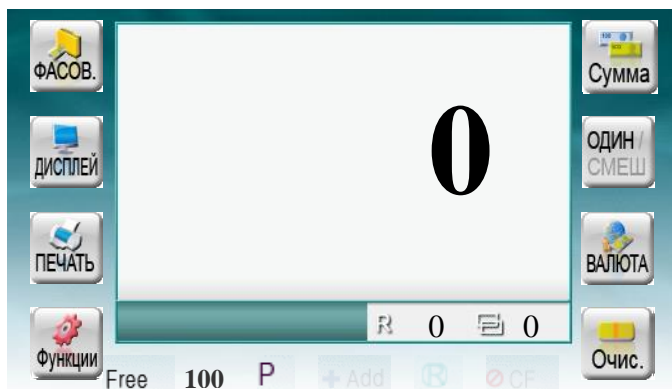 ФАСОВ.
ДИСПЛЕЙ
ПЕЧАТЬ
Функции
0
R 0 0
Сумма
ОДИН /
СМЕШ
ВАЛЮТА
Очис.
Free 100 P + Add R CF